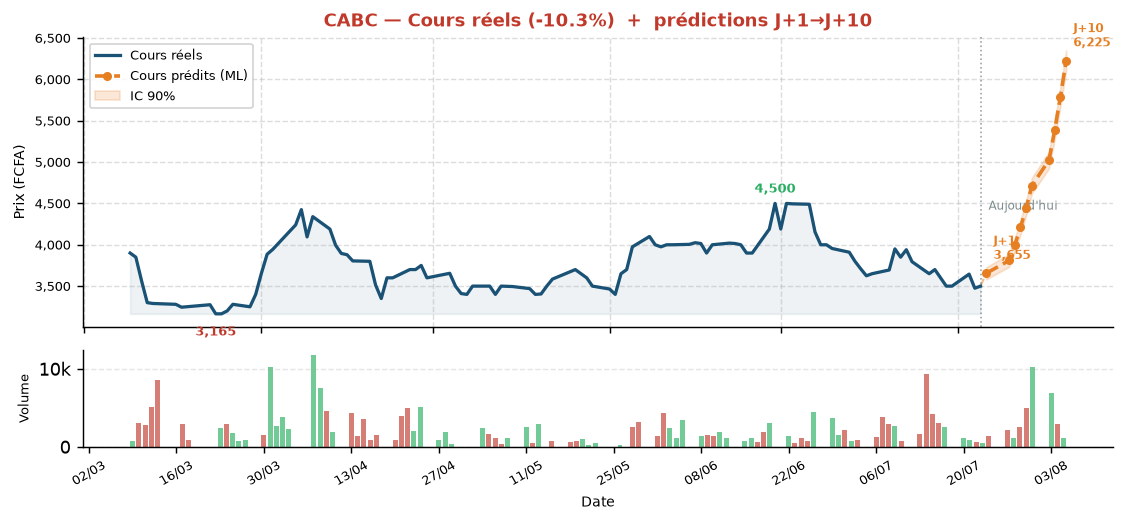 CABC — Cours réels (-10.3%) + prédictions J+1→J+10
Cours réels
Cours prédits (ML)
IC 90%
J+10
6,225
6,500
6,000
5,500
5,000
4,500
4,000
3,500
Prix (FCFA)
4,500
Aujourd'hui
J+1
3,655
3,165
10k
0
Volume
02/03
16/03
30/03
13/04
27/04
11/05
25/05
08/06
22/06
06/07
20/07
03/08
Date